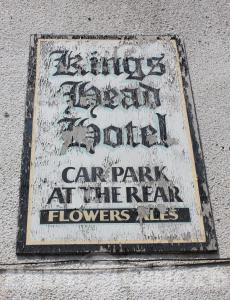 Kings
Head
Hotel
CAR PARK
AT THE REAR
FLOWERS ALES